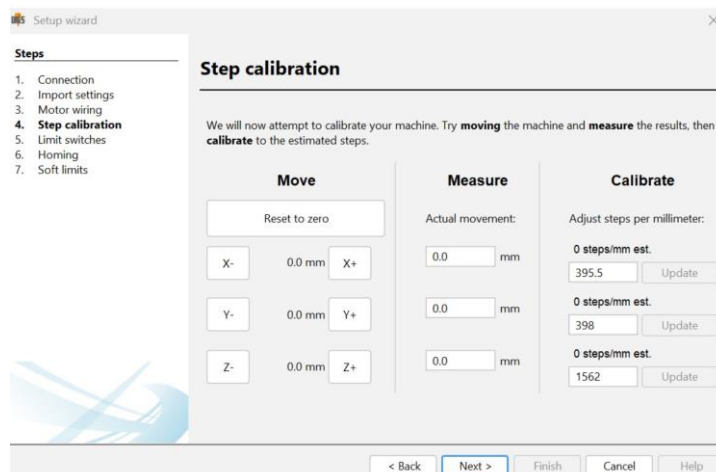 UGS Setup wizard
Steps
1. Connection
2. Import settings
3. Motor wiring
4. Step calibration
5. Limit switches
6. Homing
7. Soft limits
Step calibration
We will now attempt to calibrate your machine. Try moving the machine and measure the results, then
calibrate to the estimated steps.
Move Measure Calibrate
Reset to zero Actual movement: Adjust steps per millimeter:
0 steps/mm est.
X- 0.0 mm X+ 0.0 mm 395.5 Update
0 steps/mm est.
Y- 0.0 mm Y+ 0.0 mm 398 Update
0 steps/mm est.
Z- 0.0 mm Z+ 0.0 mm 1562 Update
< Back Next > Finish Cancel Help